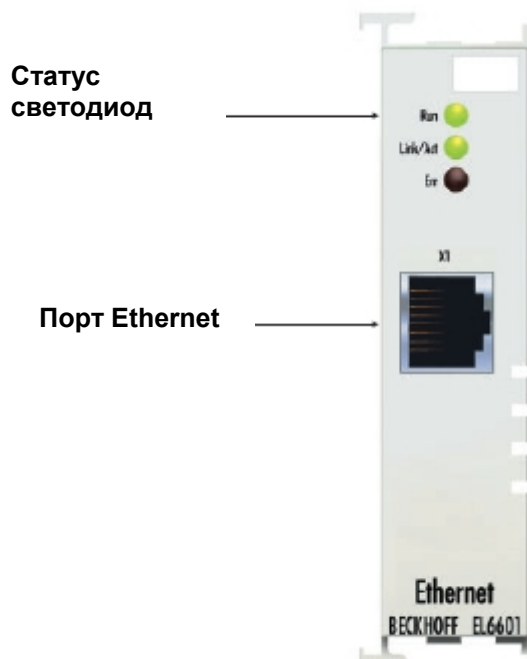 Статус
светодиод
Run
Link/Act
Err
X1
Порт Ethernet
Ethernet
BECKHOFF EL6601